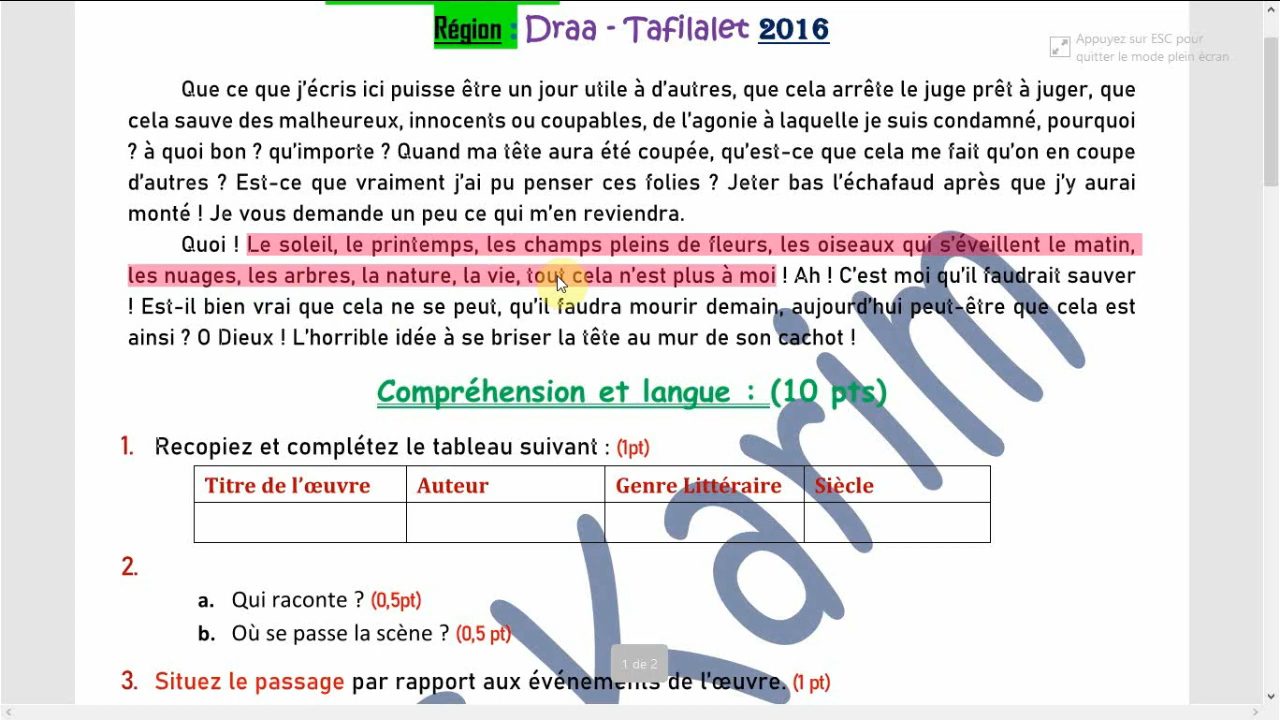 Région : Draa - Tafilalet 2016
Appuyez sur ESC pour
quitter le mode plein écran
Que ce que j'écris ici puisse être un jour utile à d'autres, que cela arrête le juge prêt à juger, que
cela sauve des malheureux, innocents ou coupables, de l'agonie à laquelle je suis condamné, pourquoi
? à quoi bon ? qu'importe ? Quand ma tête aura été coupée, qu'est-ce que cela me fait qu'on en coupe
d'autres ? Est-ce que vraiment j'ai pu penser ces folies ? Jeter bas l'échafaud après que j'y aurai
monté ! Je vous demande un peu ce qui m'en reviendra.
Quoi ! Le soleil, le printemps, les champs pleins de fleurs, les oiseaux qui s'éveillent le matin,
les nuages, les arbres, la nature, la vie, tout cela n'est plus à moi ! Ah ! C'est moi qu'il faudrait sauver
! Est-il bien vrai que cela ne se peut, qu'il faudra mourir demain, aujourd'hui peut-être que cela est
ainsi ? O Dieux ! L'horrible idée à se briser la tête au mur de son cachot !
Compréhension et langue : (10 pts)
1. Recopiez et complétez le tableau suivant : (1pt)
Titre de l'œuvre Auteur Genre Littéraire Siècle
2.
a. Qui raconte ? (0,5pt)
b. Où se passe la scène ? (0,5 pt)
1 de 2
3. Situez le passage par rapport aux événements de l'œuvre. (1 pt)
Karim